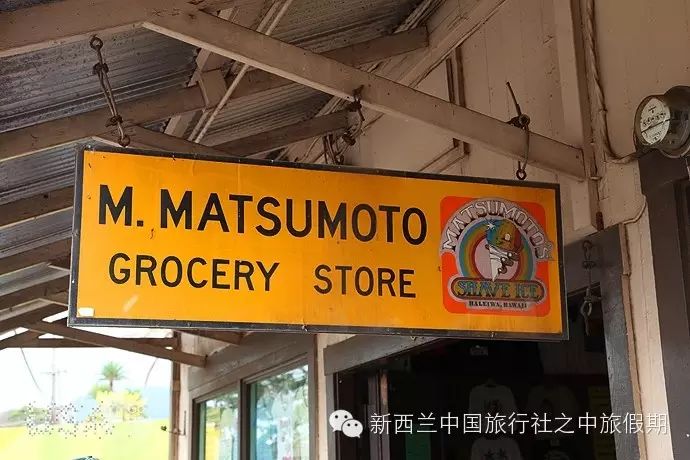 M. MATSUMOTO
GROCERY STORE
MATSUMOTO'S
SHAVE ICE
HALEIWA, HAWAII
新西兰中国旅行社之中旅假期